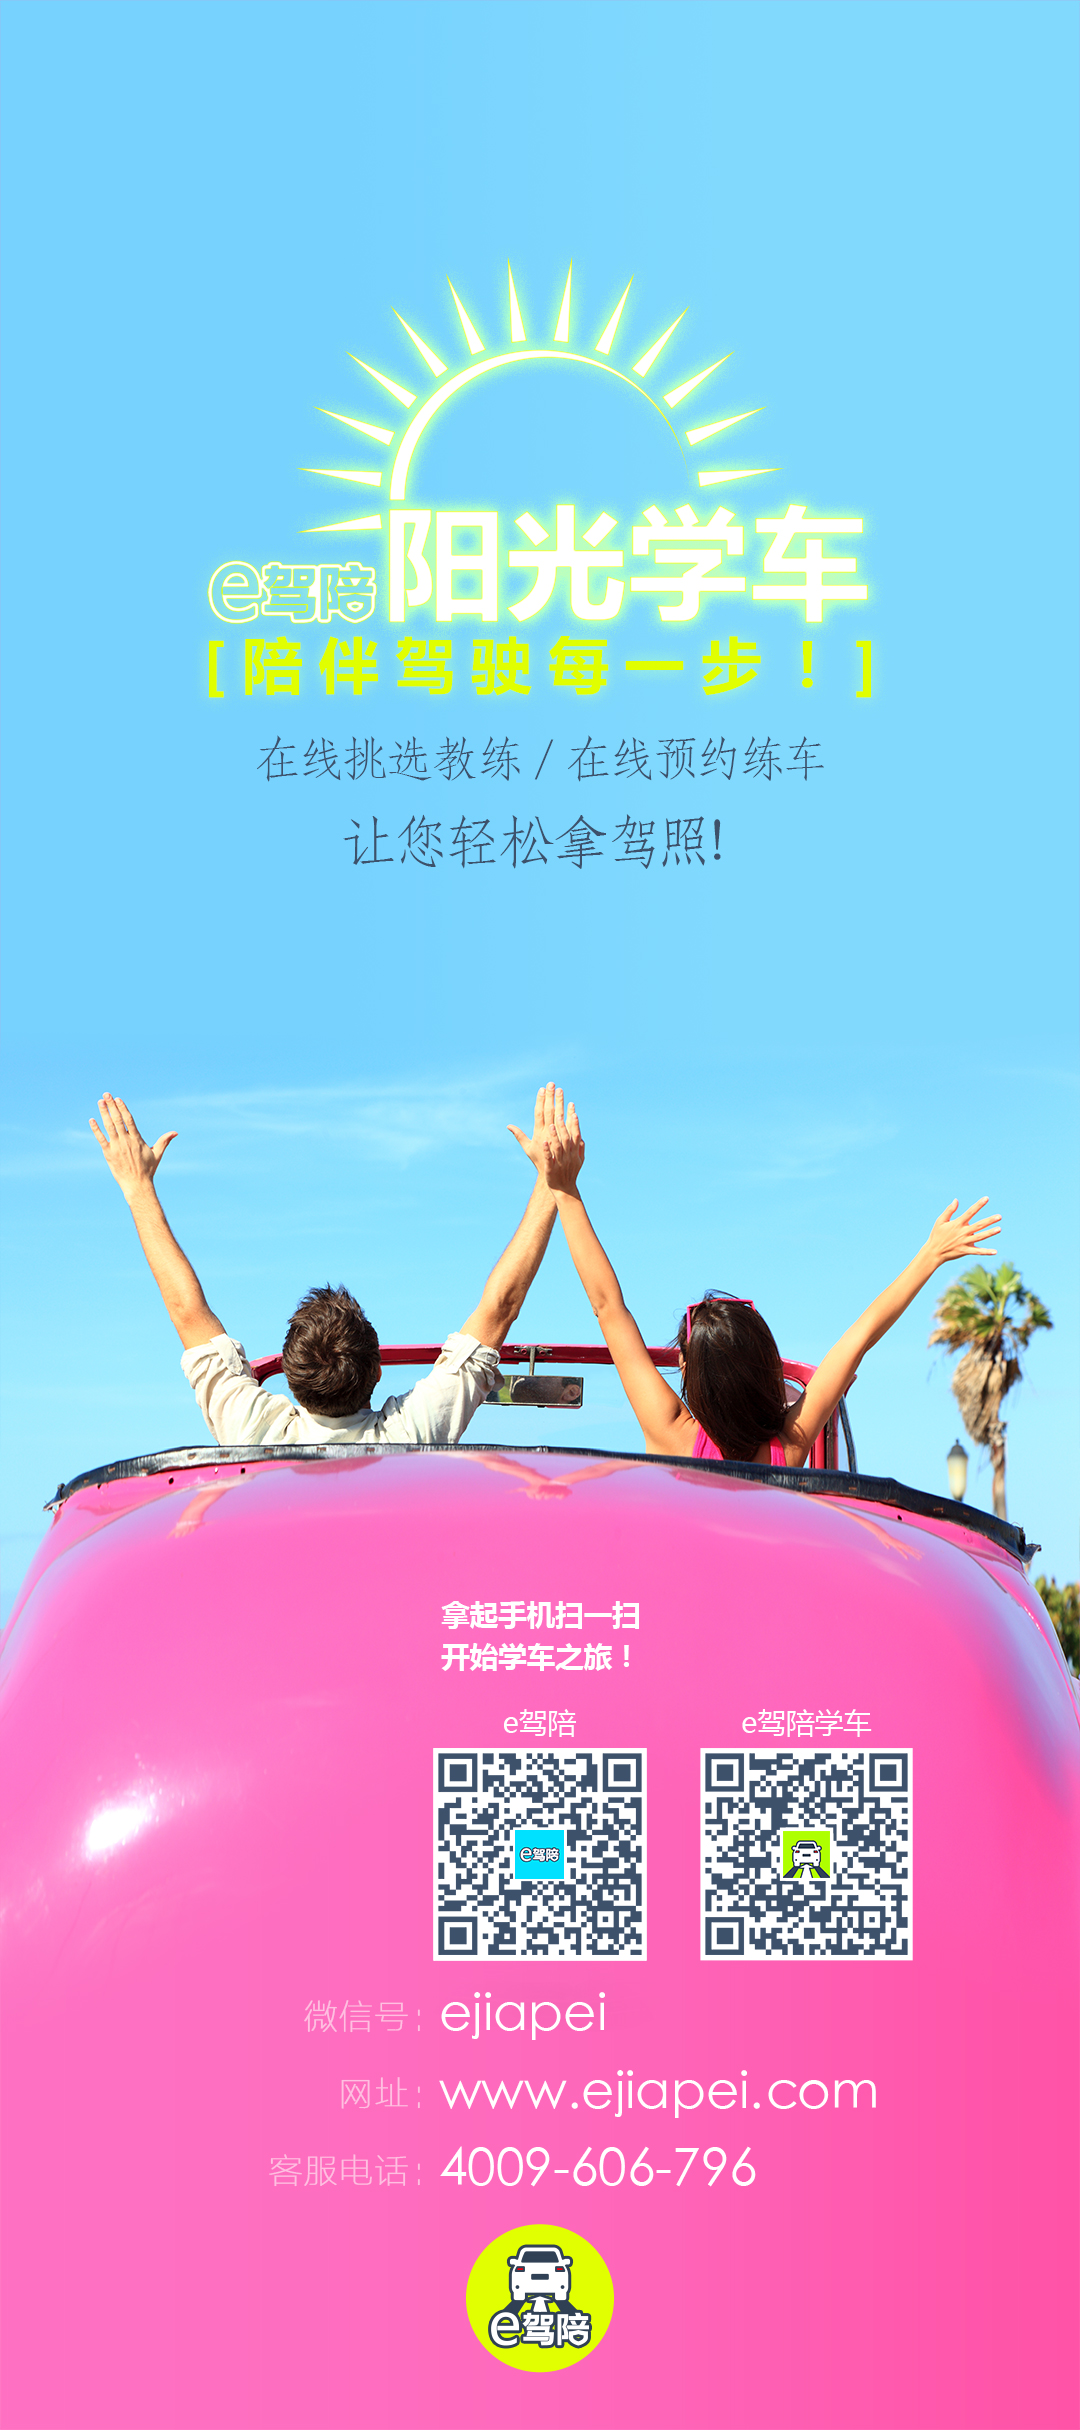 e驾陪 阳光学车
[陪伴驾驶每一步！]
在线挑选教练 / 在线预约练车
让您轻松拿驾照!
拿起手机扫一扫
开始学车之旅！
e驾陪 e驾陪学车
e驾陪
微信号: ejiapei
网址: www.ejiapei.com
客服电话: 4009-606-796
e驾陪